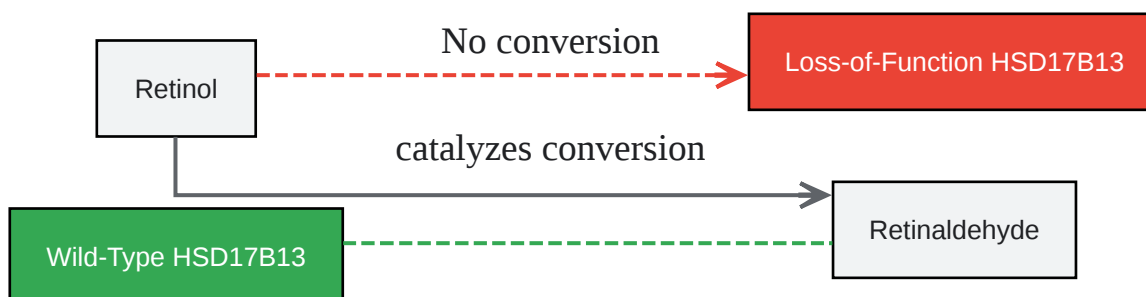 No conversion
Loss-of-Function HSD17B13
Retinol
catalyzes conversion
Retinaldehyde
Wild-Type HSD17B13